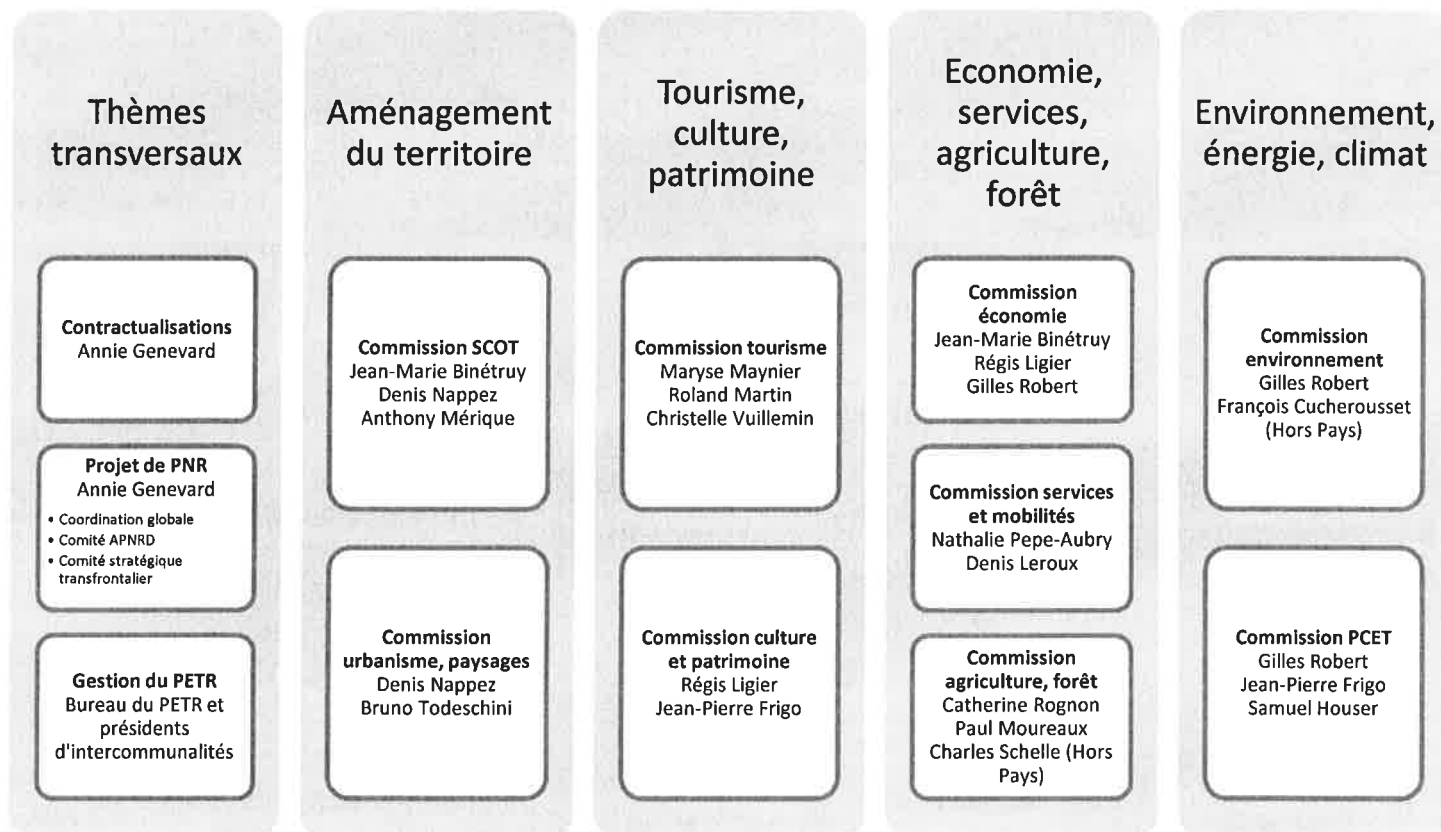 Thèmes
transversaux
Contractualisations
Annie Genevard
Projet de PNR
Annie Genevard
• Coordination globale
• Comité APNRD
• Comité stratégique
transfrontalier
Gestion du PETR
Bureau du PETR et
présidents
d'intercommunalités
Aménagement
du territoire
Commission SCOT
Jean-Marie Binétruy
Denis Nappez
Anthony Mérique
Commission
urbanisme, paysages
Denis Nappez
Bruno Todeschini
Tourisme,
culture,
patrimoine
Commission tourisme
Maryse Maynier
Roland Martin
Christelle Vuillemin
Commission culture
et patrimoine
Régis Ligier
Jean-Pierre Frigo
Economie,
services,
agriculture,
forêt
Commission
économie
Jean-Marie Binétruy
Régis Ligier
Gilles Robert
Commission services
et mobilités
Nathalie Pepe-Aubry
Denis Leroux
Commission
agriculture, forêt
Catherine Rognon
Paul Moureaux
Charles Schelle (Hors
Pays)
Environnement,
énergie, climat
Commission
environnement
Gilles Robert
François Cucherousset
(Hors Pays)
Commission PCET
Gilles Robert
Jean-Pierre Frigo
Samuel Houser